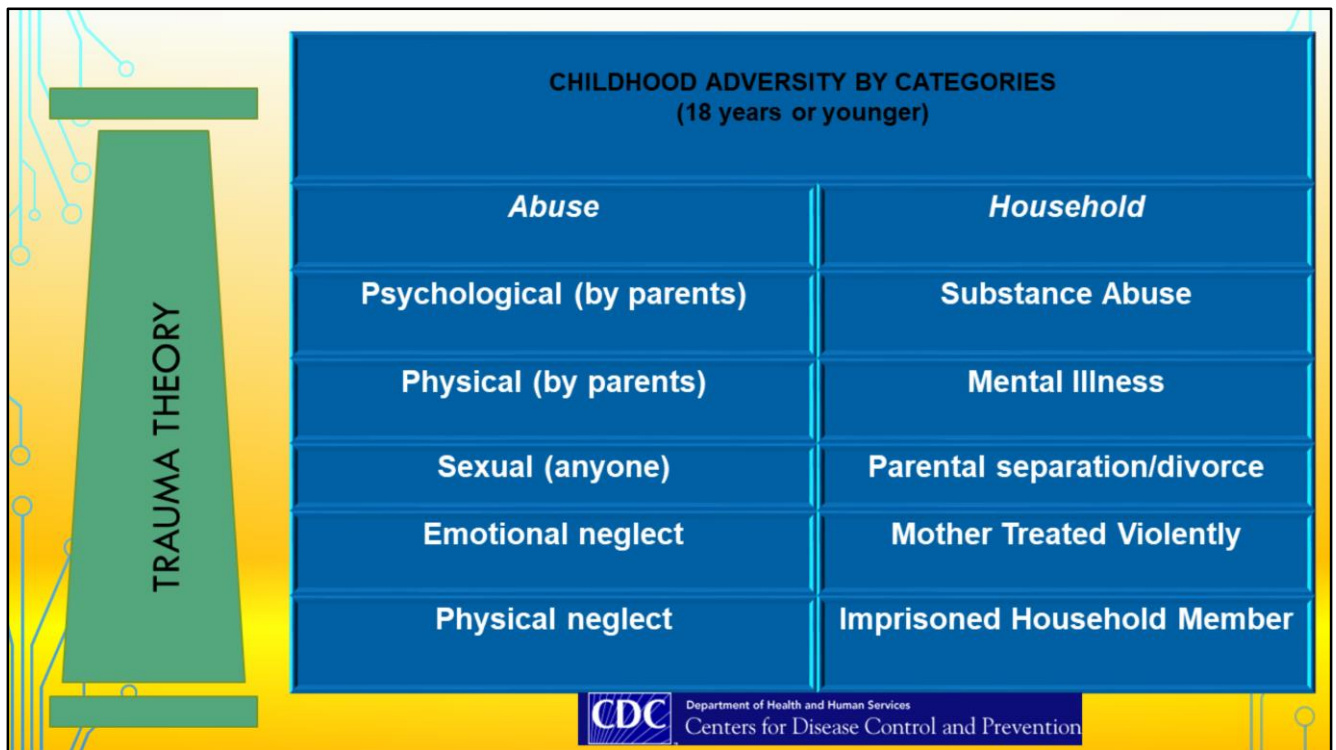 TRAUMA THEORY
CHILDHOOD ADVERSITY BY CATEGORIES
(18 years or younger)
Abuse
Household
Psychological (by parents)
Substance Abuse
Physical (by parents)
Mental Illness
Sexual (anyone)
Parental separation/divorce
Emotional neglect
Mother Treated Violently
Physical neglect
Imprisoned Household Member
CDC
Department of Health and Human Services
Centers for Disease Control and Prevention